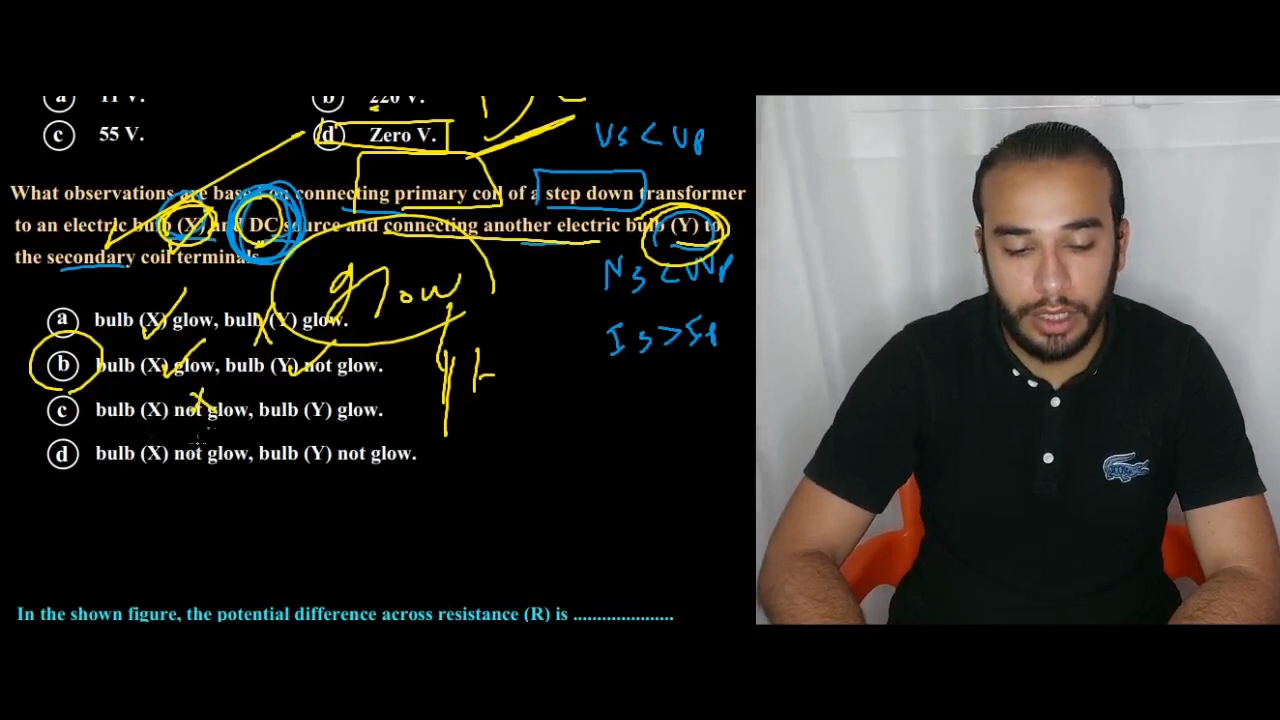 a 11 V.
b 220 V.
c 55 V.
d Zero V.
Vs < Vp
What observations are based on connecting primary coil of a step down transformer
to an electric bulb (X) and DC source and connecting another electric bulb (Y) to
the secondary coil terminals.
Ns < Np
glow
Is > Ip
a bulb (X) glow, bulb (Y) glow.
b bulb (X) glow, bulb (Y) not glow.
c bulb (X) not glow, bulb (Y) glow.
d bulb (X) not glow, bulb (Y) not glow.
In the shown figure, the potential difference across resistance (R) is ......................